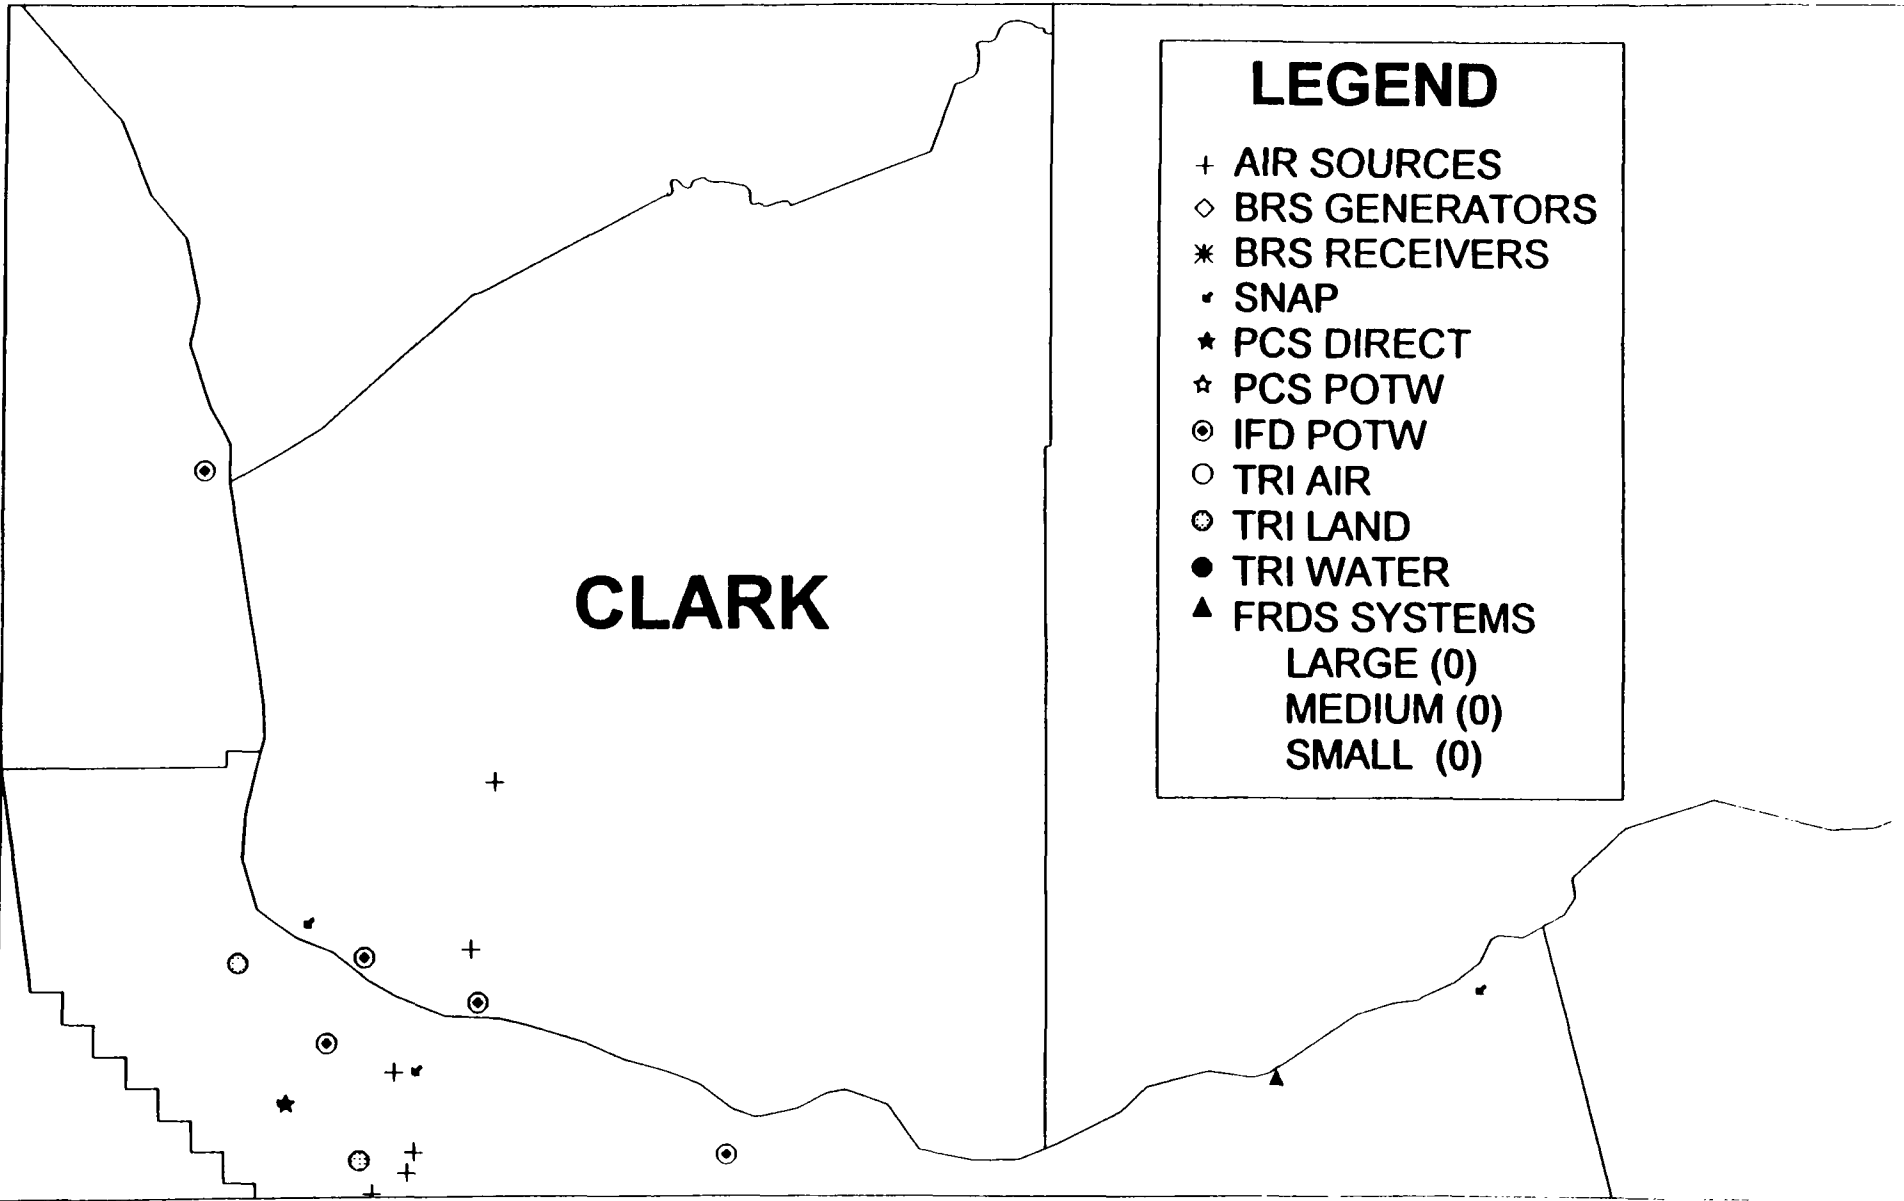 LEGEND
AIR SOURCES
BRS GENERATORS
BRS RECEIVERS
SNAP
PCS DIRECT
PCS POTW
IFD POTW
TRI AIR
TRI LAND
TRI WATER
FRDS SYSTEMS
LARGE (0)
MEDIUM (0)
SMALL (0)
CLARK